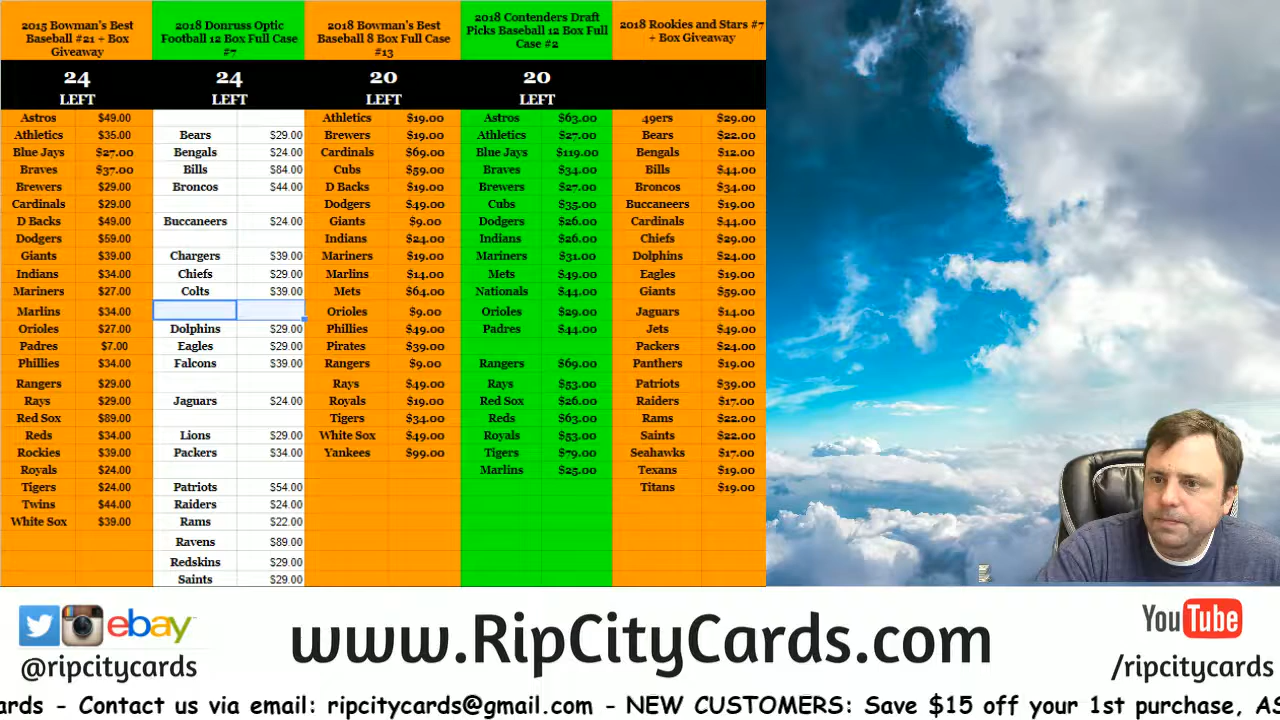 2015 Bowman's Best
Baseball #21 + Box
Giveaway
24
LEFT
Astros $49.00
Athletics $35.00
Blue Jays $27.00
Braves $37.00
Brewers $29.00
Cardinals $29.00
D Backs $49.00
Dodgers $59.00
Giants $39.00
Indians $34.00
Mariners $27.00
Marlins $34.00
Orioles $27.00
Padres $7.00
Phillies $34.00
Rangers $29.00
Rays $29.00
Red Sox $89.00
Reds $34.00
Rockies $39.00
Royals $24.00
Tigers $24.00
Twins $44.00
White Sox $39.00
2018 Donruss Optic
Football 12 Box Full Case
#7
24
LEFT
Bears $29.00
Bengals $24.00
Bills $84.00
Broncos $44.00
Buccaneers $24.00
Chargers $39.00
Chiefs $29.00
Colts $39.00
Dolphins $29.00
Eagles $29.00
Falcons $39.00
Jaguars $24.00
Lions $29.00
Packers $34.00
Patriots $54.00
Raiders $24.00
Rams $22.00
Ravens $89.00
Redskins $29.00
Saints $29.00
2018 Bowman's Best
Baseball 8 Box Full Case
#13
20
LEFT
Athletics $19.00
Brewers $19.00
Cardinals $69.00
Cubs $59.00
D Backs $19.00
Dodgers $49.00
Giants $9.00
Indians $24.00
Mariners $19.00
Marlins $14.00
Mets $64.00
Orioles $9.00
Phillies $49.00
Pirates $39.00
Rangers $9.00
Rays $49.00
Royals $19.00
Tigers $34.00
White Sox $49.00
Yankees $99.00
2018 Contenders Draft
Picks Baseball 12 Box Full
Case #2
20
LEFT
Astros $63.00
Athletics $27.00
Blue Jays $119.00
Braves $34.00
Brewers $27.00
Cubs $35.00
Dodgers $26.00
Indians $26.00
Mariners $31.00
Mets $49.00
Nationals $44.00
Orioles $29.00
Padres $44.00
Rangers $69.00
Rays $53.00
Red Sox $26.00
Reds $63.00
Royals $53.00
Tigers $79.00
Marlins $25.00
2018 Rookies and Stars #7
+ Box Giveaway
49ers $29.00
Bears $22.00
Bengals $12.00
Bills $44.00
Broncos $34.00
Buccaneers $19.00
Cardinals $44.00
Chiefs $29.00
Dolphins $24.00
Eagles $19.00
Giants $59.00
Jaguars $14.00
Jets $49.00
Packers $24.00
Panthers $19.00
Patriots $39.00
Raiders $17.00
Rams $22.00
Saints $22.00
Seahawks $17.00
Texans $19.00
Titans $19.00
ebay
@ripcitycards
www.RipCityCards.com
YouTube
/ripcitycards
ards - Contact us via email: ripcitycards@gmail.com - NEW CUSTOMERS: Save $15 off your 1st purchase, AS